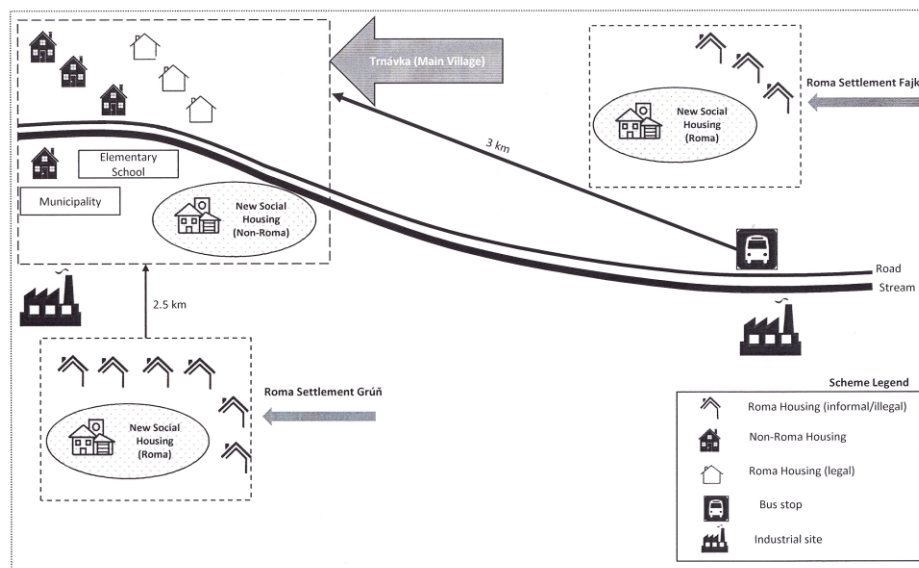 Trnávka (Main Village)
Roma Settlement Fajk
New Social
Housing
(Roma)
3 km
Elementary
School
Municipality
New Social
Housing
(Non-Roma)
Road
Stream
2.5 km
Roma Settlement Grúň
New Social
Housing
(Roma)
Scheme Legend
Roma Housing (informal/illegal)
Non-Roma Housing
Roma Housing (legal)
Bus stop
Industrial site